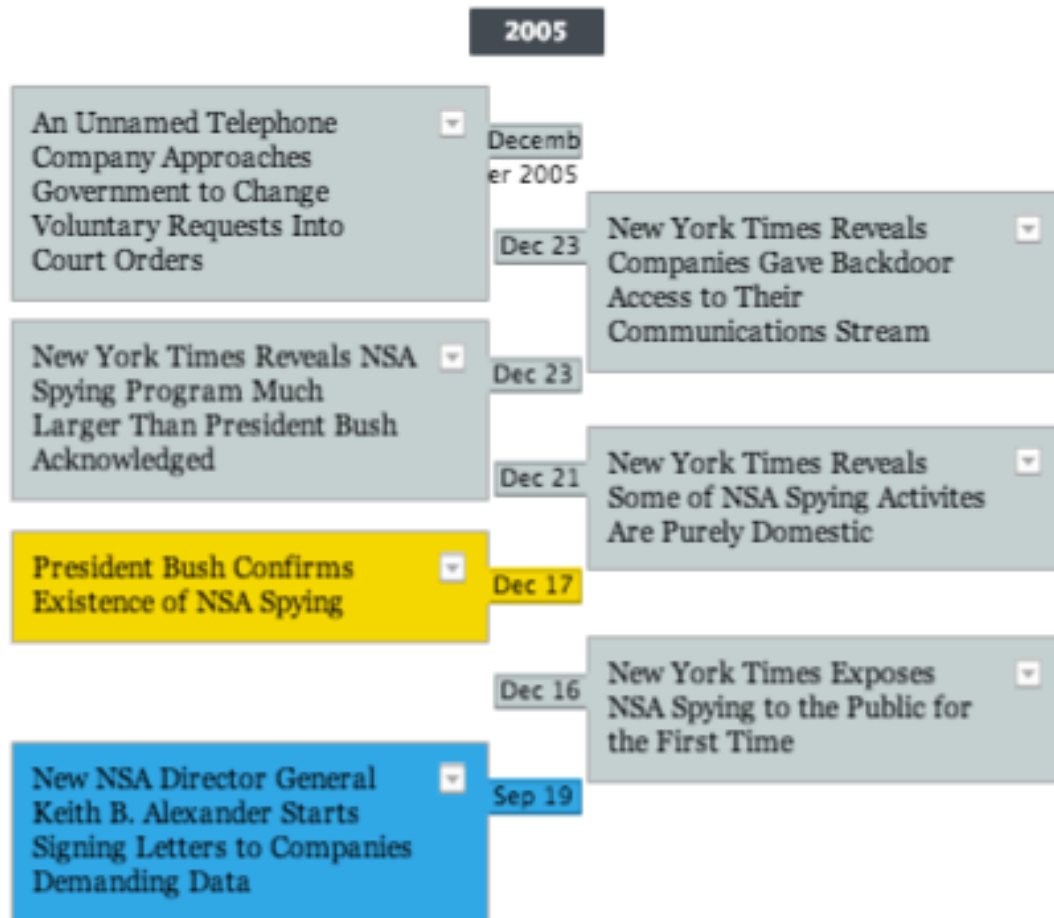 2005
An Unnamed Telephone
Company Approaches
Government to Change
Voluntary Requests Into
Court Orders
Decemb
er 2005
New York Times Reveals
Companies Gave Backdoor
Access to Their
Communications Stream
Dec 23
New York Times Reveals NSA
Spying Program Much
Larger Than President Bush
Acknowledged
Dec 23
New York Times Reveals
Some of NSA Spying Activites
Are Purely Domestic
Dec 21
President Bush Confirms
Existence of NSA Spying
Dec 17
New York Times Exposes
NSA Spying to the Public for
the First Time
Dec 16
New NSA Director General
Keith B. Alexander Starts
Signing Letters to Companies
Demanding Data
Sep 19